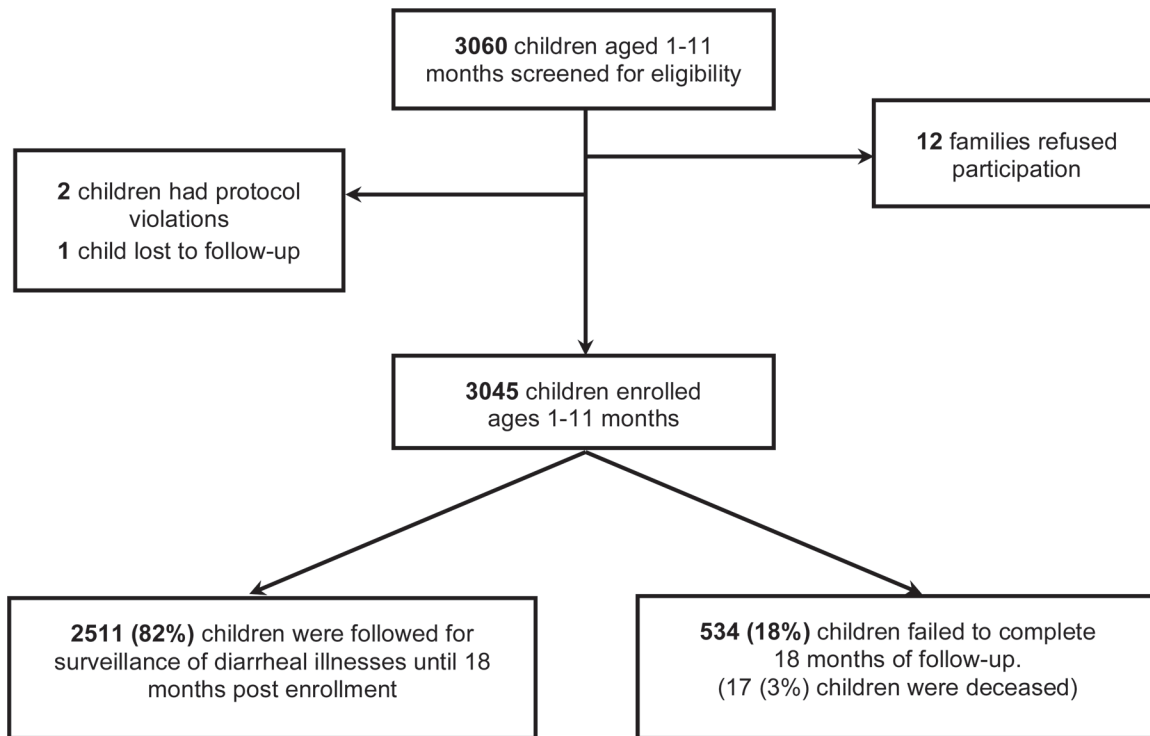 3060 children aged 1-11
months screened for eligibility
12 families refused
participation
2 children had protocol
violations
1 child lost to follow-up
3045 children enrolled
ages 1-11 months
2511 (82%) children were followed for
surveillance of diarrheal illnesses until 18
months post enrollment
534 (18%) children failed to complete
18 months of follow-up.
(17 (3%) children were deceased)